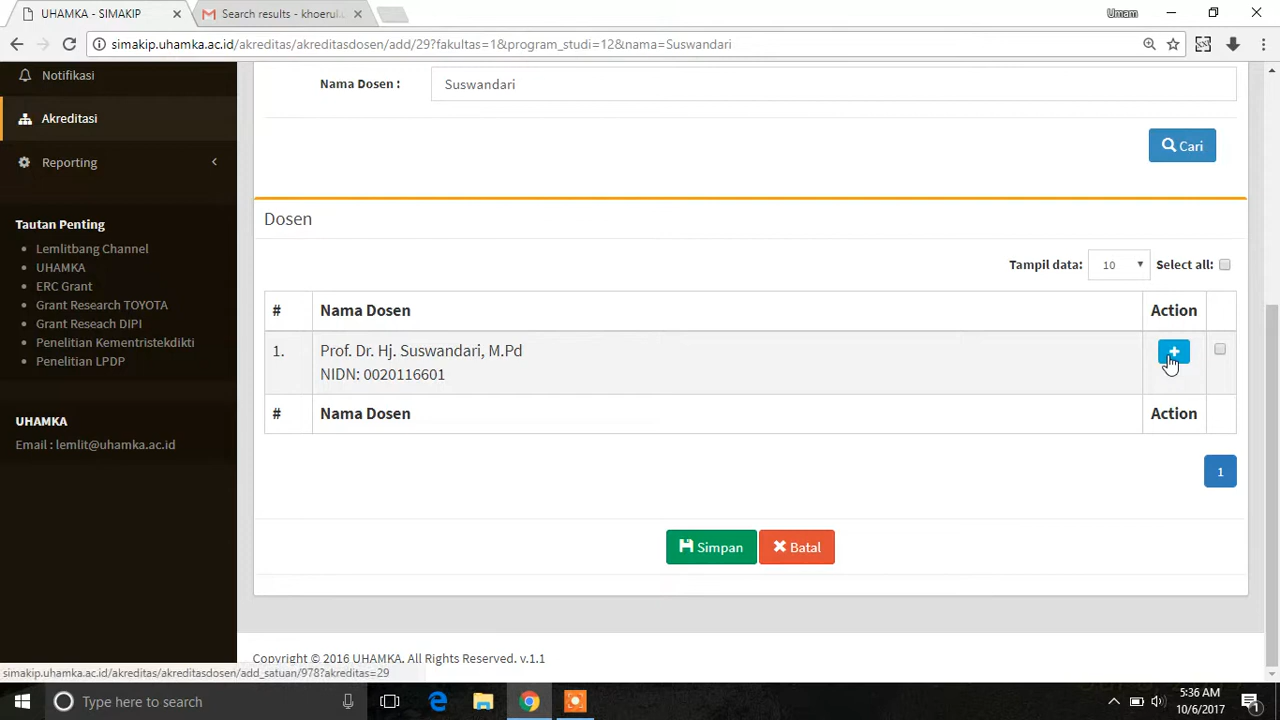 UHAMKA - SIMAKIP
Search results - khoerul.
Umam
simakip.uhamka.ac.id/akreditas/akreditasdosen/add/29?fakultas=1&program_studi=12&nama=Suswandari
Notifikasi
Akreditasi
Reporting
Tautan Penting
Lemlitbang Channel
UHAMKA
ERC Grant
Grant Research TOYOTA
Grant Reseach DIPI
Penelitian Kementristekdikti
Penelitian LPDP
UHAMKA
Email : lemlit@uhamka.ac.id
Nama Dosen : Suswandari
Cari
Dosen
Tampil data: 10 Select all:
# Nama Dosen Action
1. Prof. Dr. Hj. Suswandari, M.Pd
NIDN: 0020116601
# Nama Dosen Action
1
Simpan Batal
Copyright © 2016 UHAMKA. All Rights Reserved. v.1.1
simakip.uhamka.ac.id/akreditas/akreditasdosen/add_satuan/978?akreditas=29
Type here to search
5:36 AM
10/6/2017
1